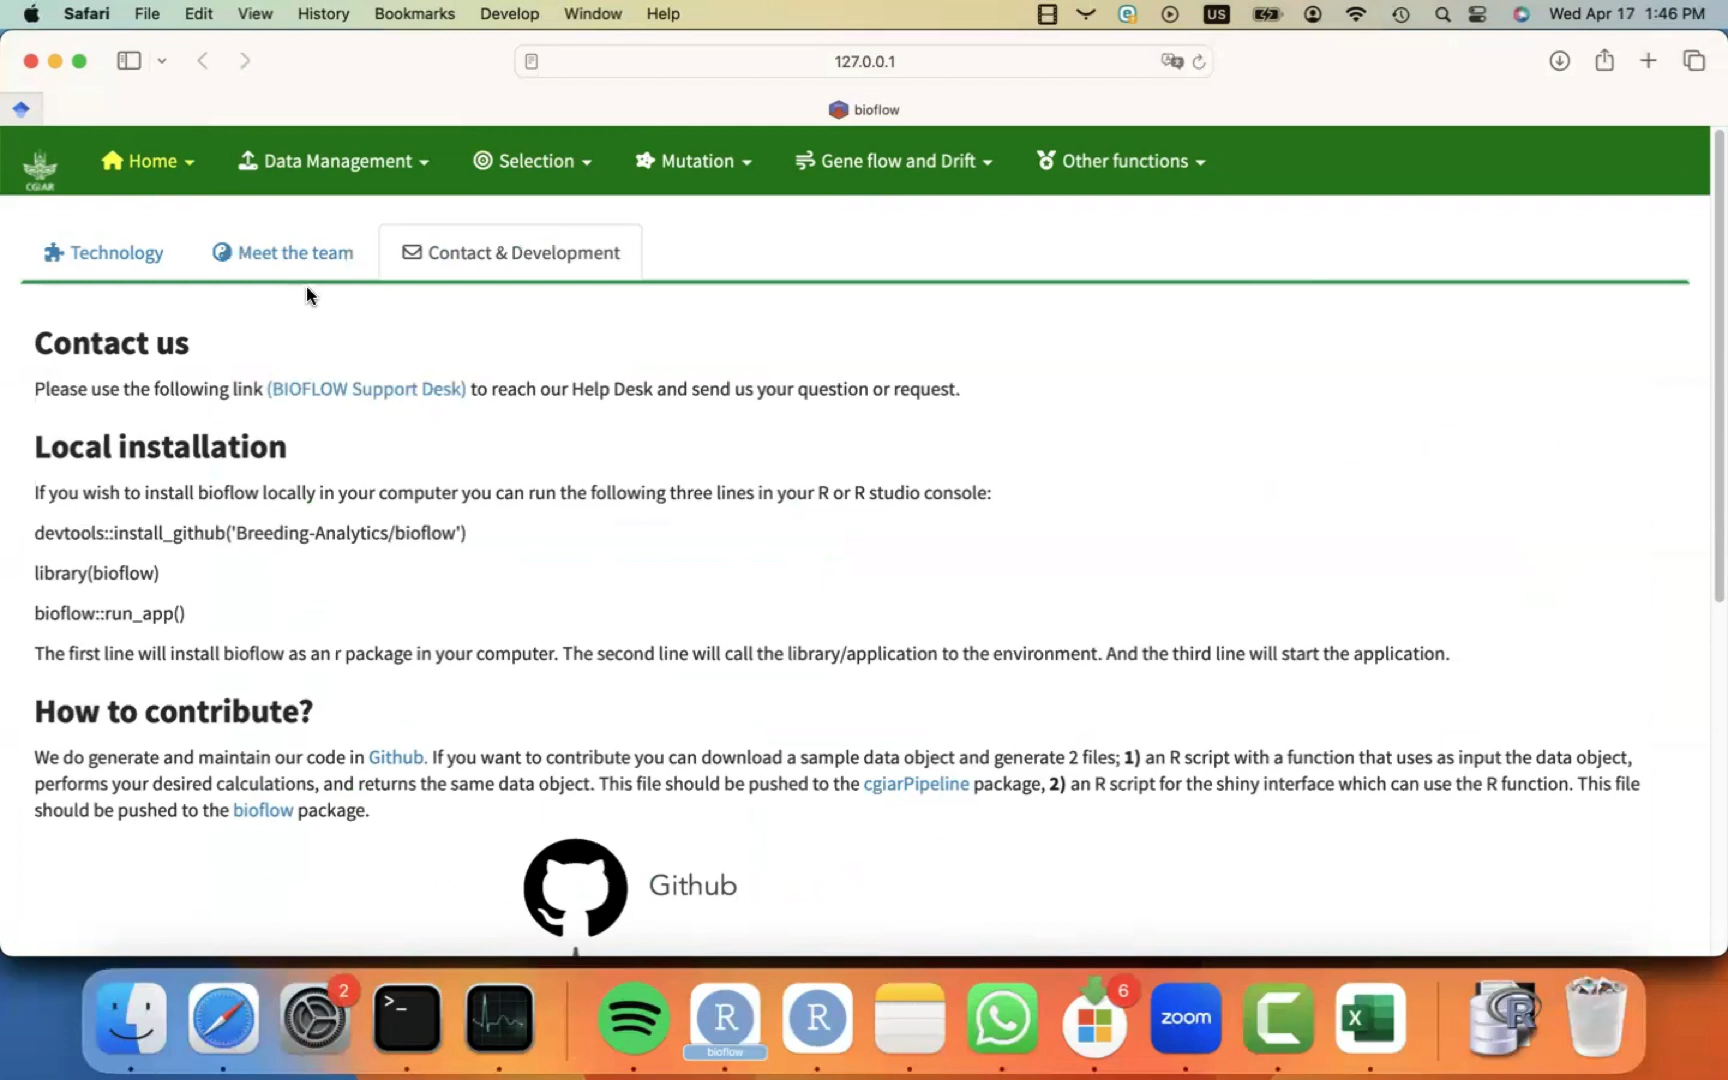 Safari File Edit View History Bookmarks Develop Window Help US Wed Apr 17 1:46 PM
127.0.0.1
bioflow
CGIAR Home Data Management Selection Mutation Gene flow and Drift Other functions
Technology Meet the team Contact & Development
Contact us
Please use the following link (BIOFLOW Support Desk) to reach our Help Desk and send us your question or request.
Local installation
If you wish to install bioflow locally in your computer you can run the following three lines in your R or R studio console:
devtools::install_github('Breeding-Analytics/bioflow')
library(bioflow)
bioflow::run_app()
The first line will install bioflow as an r package in your computer. The second line will call the library/application to the environment. And the third line will start the application.
How to contribute?
We do generate and maintain our code in Github. If you want to contribute you can download a sample data object and generate 2 files; 1) an R script with a function that uses as input the data object,
performs your desired calculations, and returns the same data object. This file should be pushed to the cgiarPipeline package, 2) an R script for the shiny interface which can use the R function. This file
should be pushed to the bioflow package.
Github
2 6
>_ R R zoom C X R
bioflow